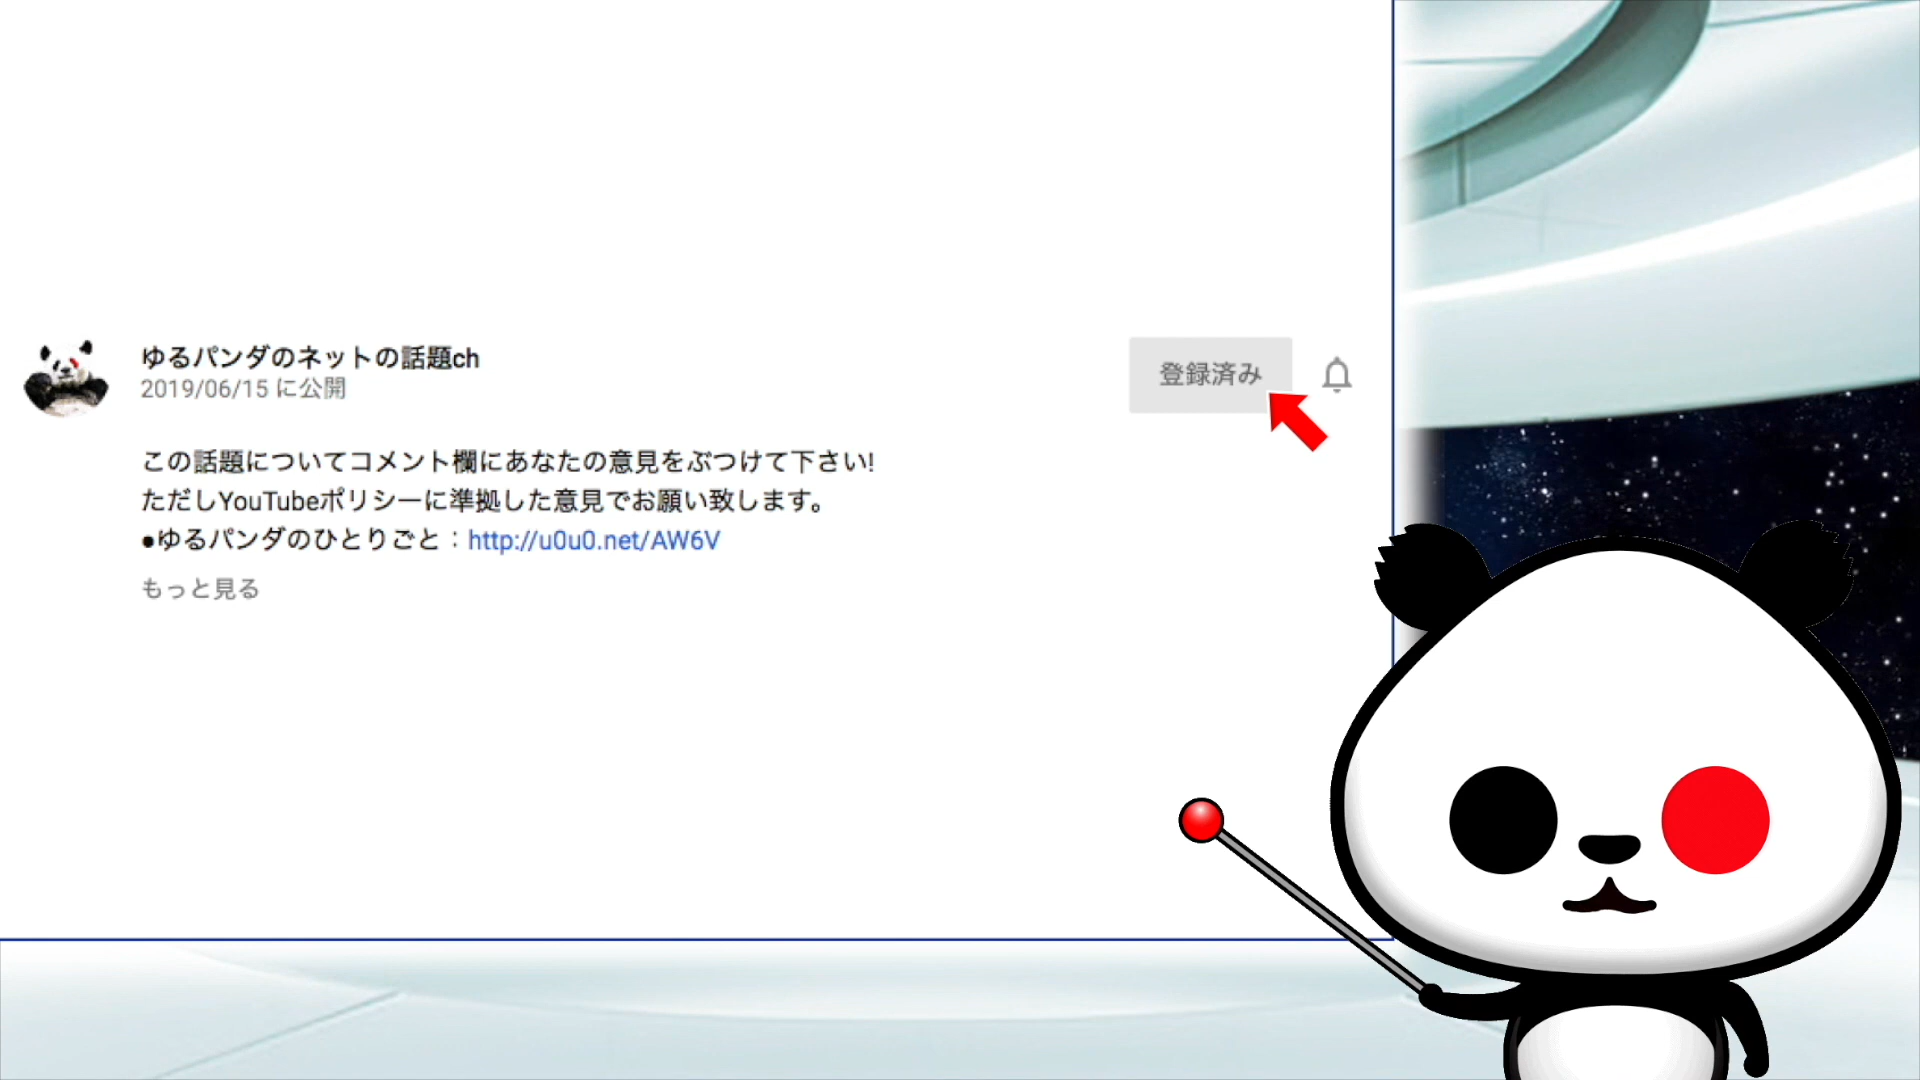 ゆるパンダのネットの話題ch
2019/06/15 に公開
登録済み
この話題についてコメント欄にあなたの意見をぶつけて下さい!
ただしYouTubeポリシーに準拠した意見でお願い致します。
●ゆるパンダのひとりごと：http://u0u0.net/AW6V
もっと見る